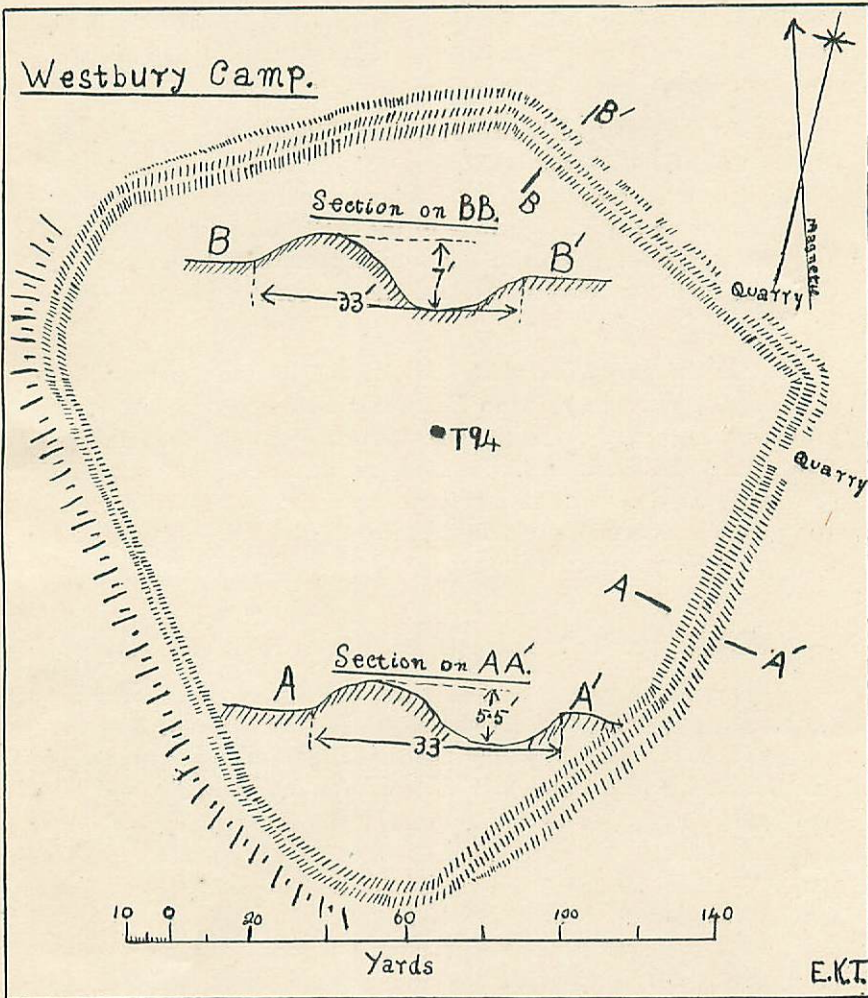 Westbury Camp.
B'
B
Magnetic
Section on BB.
B
7'
B'
33'
Quarry
T94
Quarry
A
A'
Section on AA'.
A
5·5'
A'
33'
10 0 20 60 100 140
Yards
E.K.T.